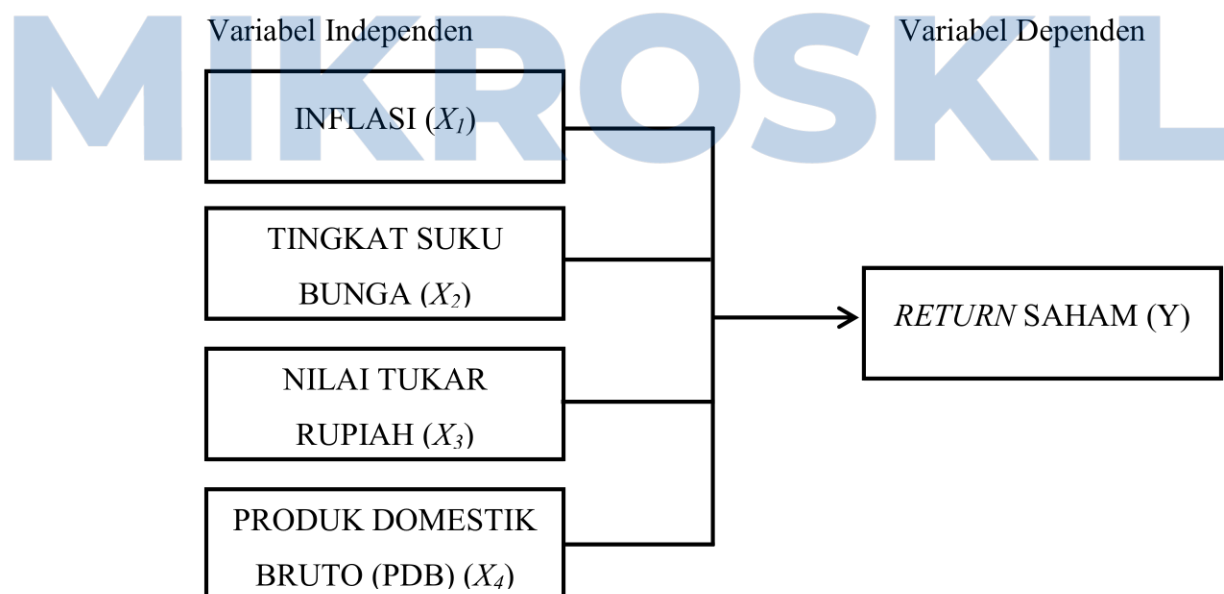 MIKROSKIL
Variabel Independen
Variabel Dependen
INFLASI (X1)
TINGKAT SUKU
BUNGA (X2)
NILAI TUKAR
RUPIAH (X3)
PRODUK DOMESTIK
BRUTO (PDB) (X4)
RETURN SAHAM (Y)